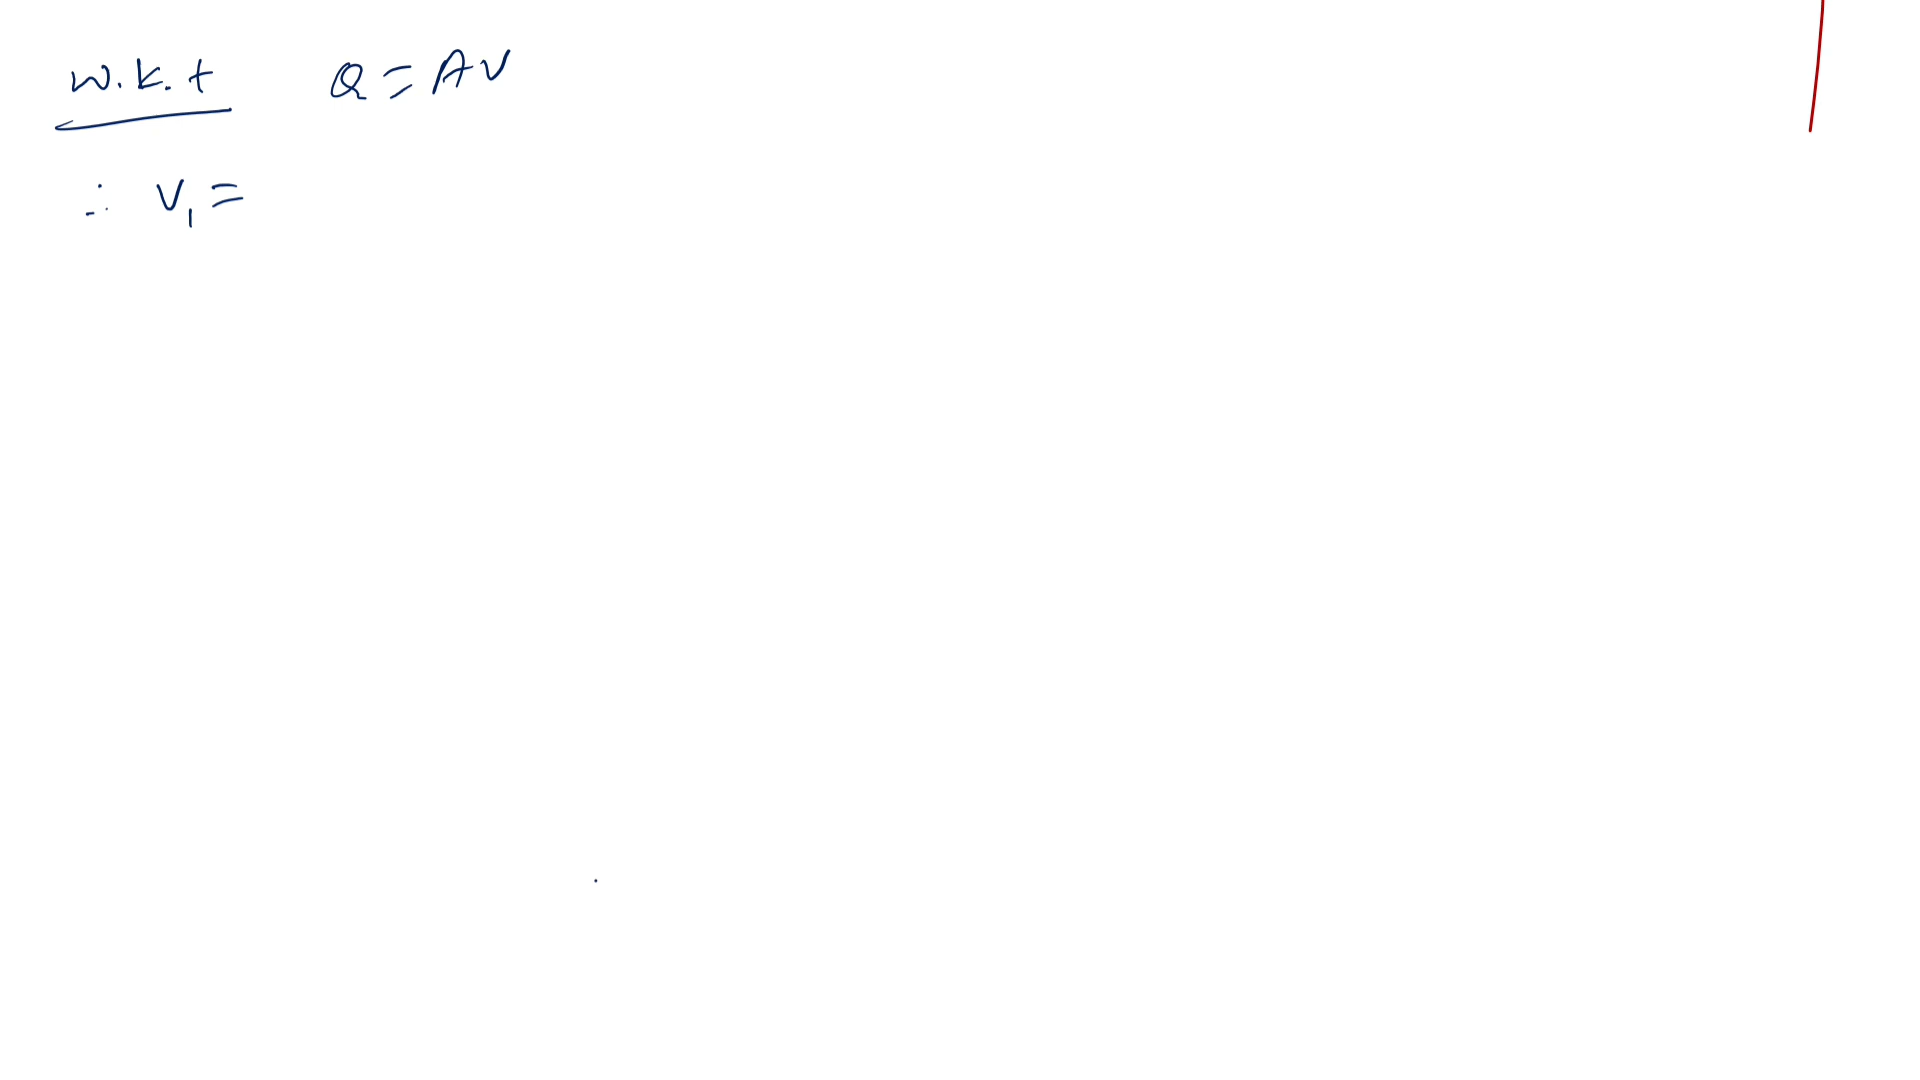 w.k.t Q = AV
∴ V₁ =